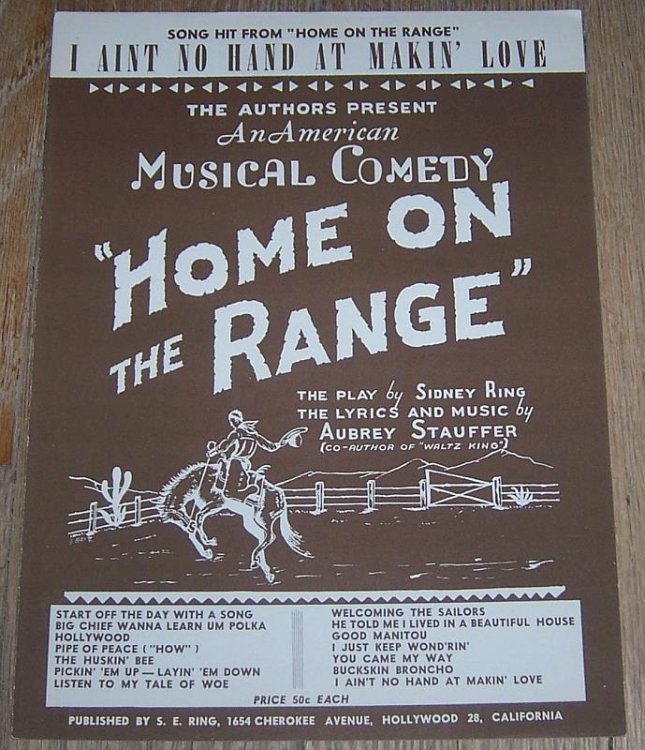 SONG HIT FROM "HOME ON THE RANGE"
I AINT NO HAND AT MAKIN' LOVE
THE AUTHORS PRESENT
An American
MUSICAL COMEDY
"HOME ON
THE RANGE"
THE PLAY by SIDNEY RING
THE LYRICS AND MUSIC by
AUBREY STAUFFER
(CO-AUTHOR OF "WALTZ KING")
START OFF THE DAY WITH A SONG
BIG CHIEF WANNA LEARN UM POLKA
HOLLYWOOD
PIPE OF PEACE ("HOW")
THE HUSKIN' BEE
PICKIN' 'EM UP — LAYIN' 'EM DOWN
LISTEN TO MY TALE OF WOE
WELCOMING THE SAILORS
HE TOLD ME I LIVED IN A BEAUTIFUL HOUSE
GOOD MANITOU
I JUST KEEP WOND'RIN'
YOU CAME MY WAY
BUCKSKIN BRONCHO
I AIN'T NO HAND AT MAKIN' LOVE
PRICE 50c EACH
PUBLISHED BY S. E. RING, 1654 CHEROKEE AVENUE, HOLLYWOOD 28, CALIFORNIA